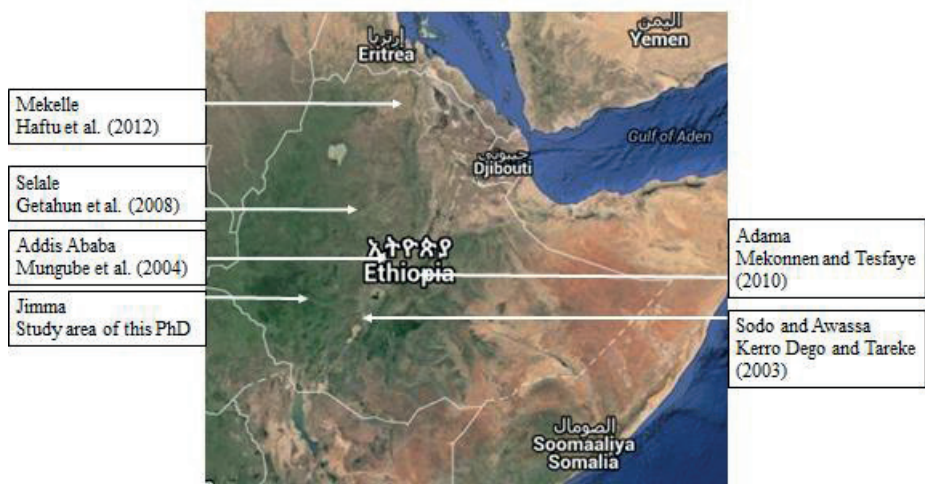 Mekelle
Haftu et al. (2012)
Selale
Getahun et al. (2008)
Addis Ababa
Mungube et al. (2004)
Jimma
Study area of this PhD
إرتريا
Eritrea
اليمن
Yemen
Gulf of Aden
جيبوتي
Djibouti
ኢትዮጵያ
Ethiopia
الصومال
Soomaaliya
Somalia
Adama
Mekonnen and Tesfaye
(2010)
Sodo and Awassa
Kerro Dego and Tareke
(2003)